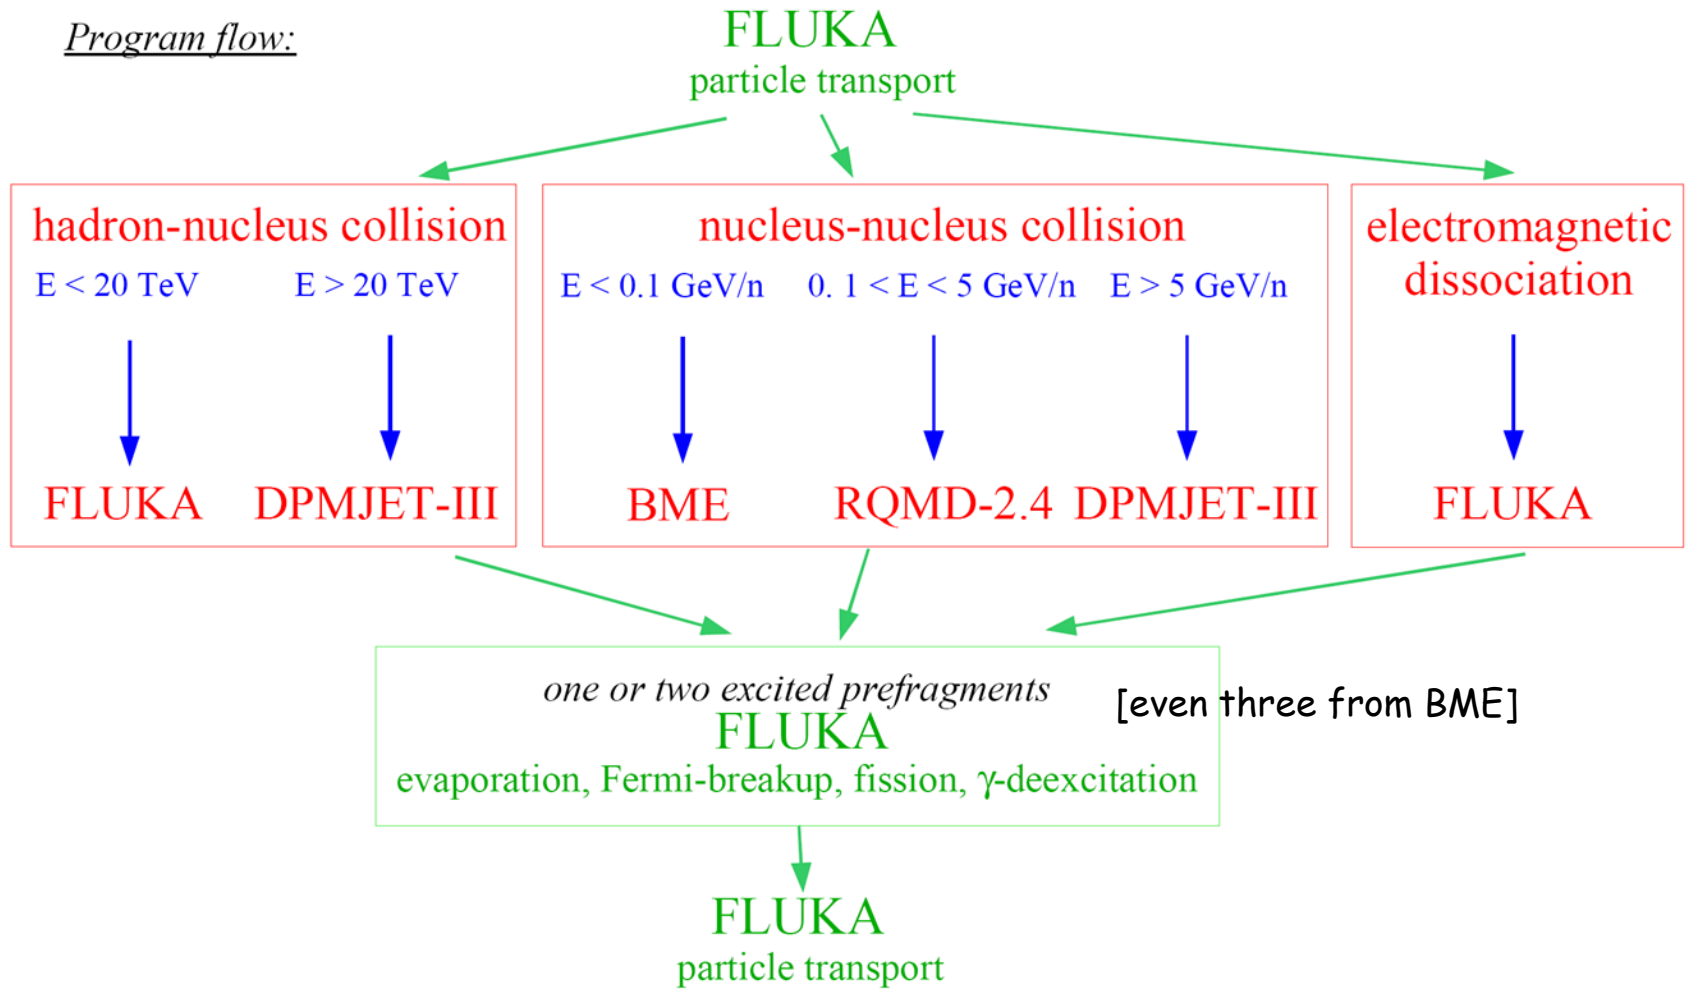 Program flow:
FLUKA
particle transport
hadron-nucleus collision
E < 20 TeV
E > 20 TeV
FLUKA
DPMJET-III
nucleus-nucleus collision
E < 0.1 GeV/n
0. 1 < E < 5 GeV/n
E > 5 GeV/n
BME
RQMD-2.4
DPMJET-III
electromagnetic
dissociation
FLUKA
one or two excited prefragments
[even three from BME]
FLUKA
evaporation, Fermi-breakup, fission, γ-deexcitation
FLUKA
particle transport